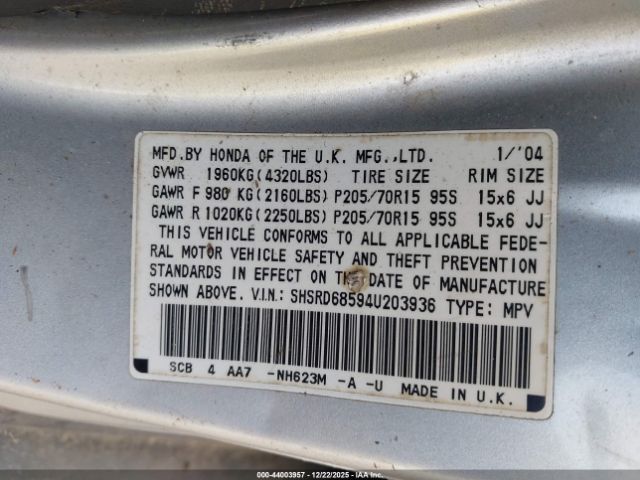 MFD.BY HONDA OF THE U.K. MFG.,LTD. 1/'04
GVWR 1960KG(4320LBS) TIRE SIZE RIM SIZE
GAWR F 980 KG(2160LBS) P205/70R15 95S 15x6 JJ
GAWR R 1020KG(2250LBS) P205/70R15 95S 15x6 JJ
THIS VEHICLE CONFORMS TO ALL APPLICABLE FEDE-
RAL MOTOR VEHICLE SAFETY AND THEFT PREVENTION
STANDARDS IN EFFECT ON THE DATE OF MANUFACTURE
SHOWN ABOVE. V.I.N.: SHSRD68594U203936 TYPE: MPV
SCB 4 AA7 -NH623M -A -U MADE IN U.K.
000-44003957 - 12/22/2025 - IAAI.COM